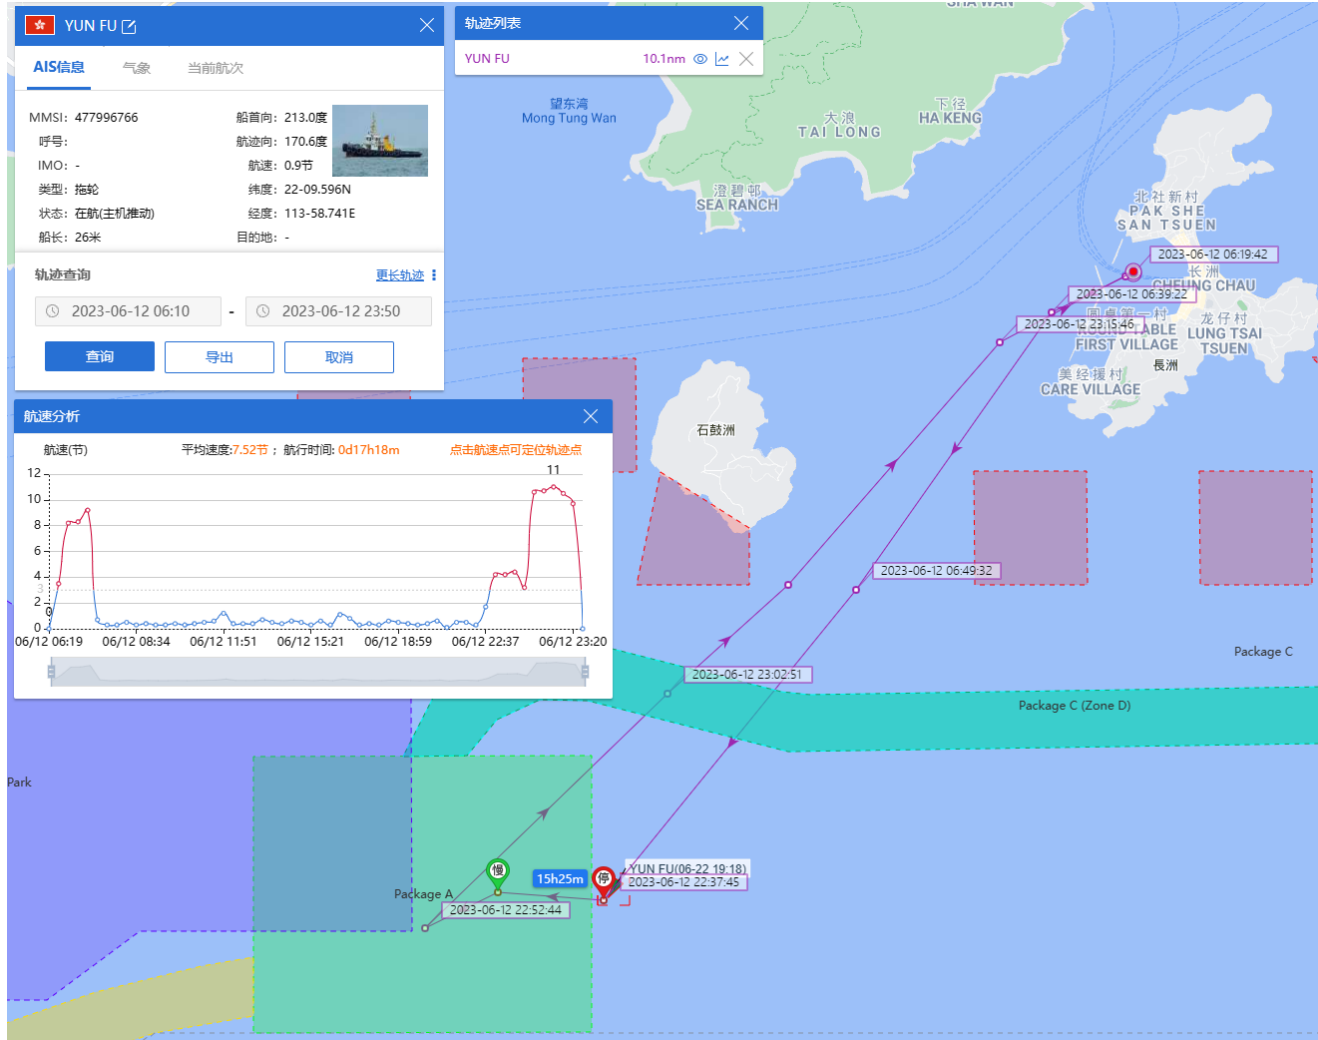 YUN FU
AIS信息
气象
当前航次
MMSI: 477996766
船首向: 213.0度
呼号:
航迹向: 170.6度
IMO: -
航速: 0.9节
类型: 拖轮
纬度: 22-09.596N
状态: 在航(主机推动)
经度: 113-58.741E
船长: 26米
目的地: -
轨迹查询
更长轨迹
2023-06-12 06:10 - 2023-06-12 23:50
查询
导出
取消
轨迹列表
YUN FU
10.1nm
航速分析
航速(节)
平均速度:7.52节 ; 航行时间: 0d17h18m
点击航速点可定位轨迹点
11
12
10
8
6
4
3
2
0
0
06/12 06:19
06/12 08:34
06/12 11:51
06/12 15:21
06/12 18:59
06/12 22:37
06/12 23:20
SHA WAN
望东湾
Mong Tung Wan
大浪
TAI LONG
下径
HA KENG
澄碧邨
SEA RANCH
北社新村
PAK SHE
SAN TSUEN
2023-06-12 06:19:42
长洲
CHEUNG CHAU
2023-06-12 06:39:22
2023-06-12 23:15:46
ROUND TABLE
FIRST VILLAGE
龙仔村
LUNG TSAI
TSUEN
長洲
美经援村
CARE VILLAGE
石鼓洲
2023-06-12 06:49:32
Package C
2023-06-12 23:02:51
Package C (Zone D)
Park
慢
15h25m
停
YUN FU(06-22 19:18)
2023-06-12 22:37:45
Package A
2023-06-12 22:52:44